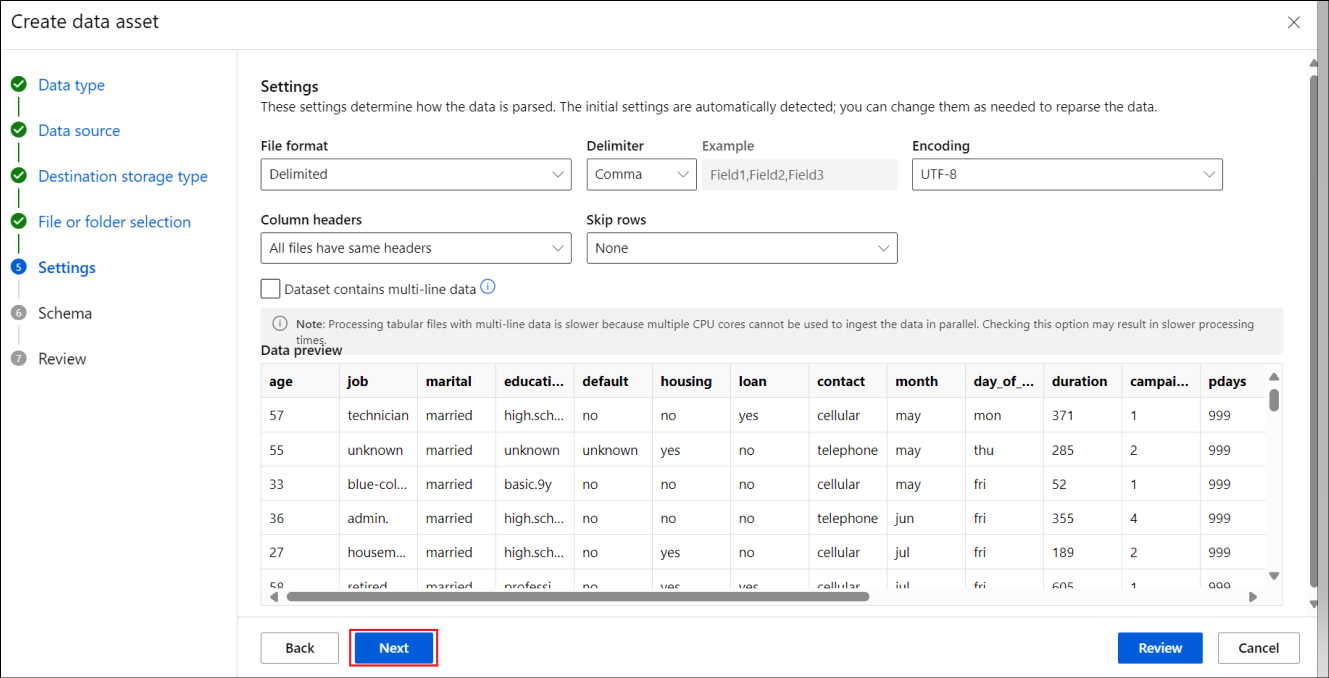 Create data asset
Data type
Data source
Destination storage type
File or folder selection
5 Settings
6 Schema
7 Review
Settings
These settings determine how the data is parsed. The initial settings are automatically detected; you can change them as needed to reparse the data.
File format Delimiter Example Encoding
Delimited Comma Field1,Field2,Field3 UTF-8
Column headers Skip rows
All files have same headers None
Dataset contains multi-line data
Note: Processing tabular files with multi-line data is slower because multiple CPU cores cannot be used to ingest the data in parallel. Checking this option may result in slower processing
times.
Data preview
age job marital educati... default housing loan contact month day_of_... duration campai... pdays
57 technician married high.sch... no no yes cellular may mon 371 1 999
55 unknown married unknown unknown yes no telephone may thu 285 2 999
33 blue-col... married basic.9y no no no cellular may fri 52 1 999
36 admin. married high.sch... no no no telephone jun fri 355 4 999
27 housem... married high.sch... no yes no cellular jul fri 189 2 999
58 retired married professi... no yes yes cellular jul fri 605 1 999
Back Next Review Cancel